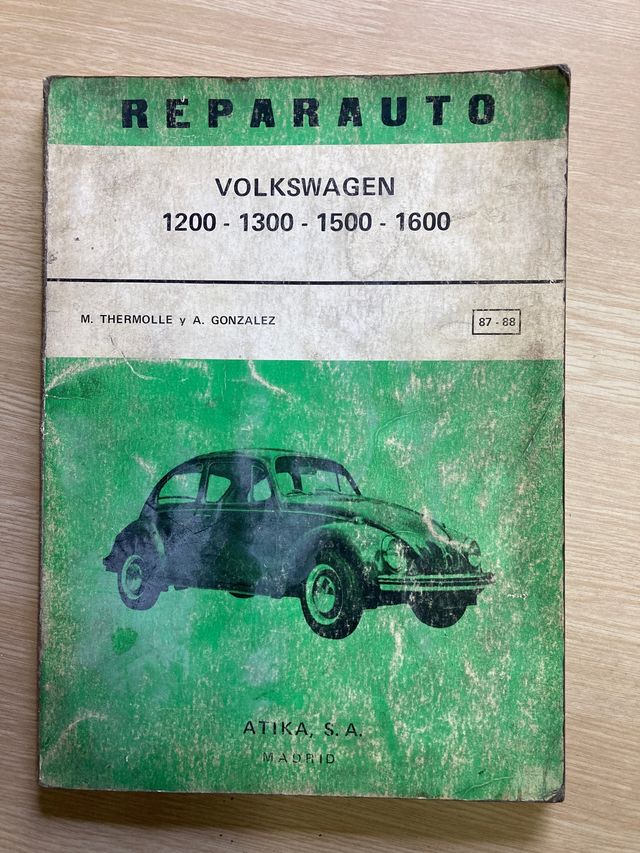 REPARAUTO
VOLKSWAGEN
1200 - 1300 - 1500 - 1600
M. THERMOLLE y A. GONZALEZ
87 - 88
ATIKA, S. A.
MADRID